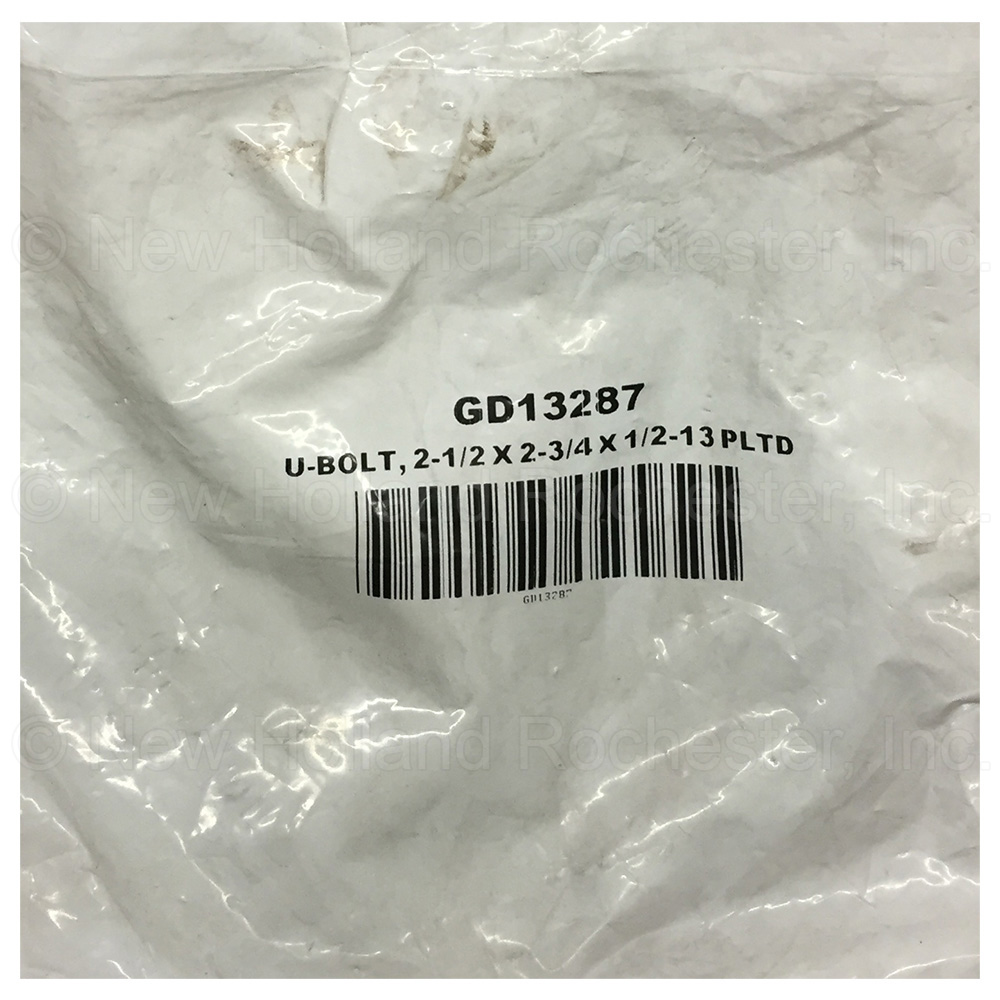 © New Holland Rochester, Inc.
GD13287
U-BOLT, 2-1/2 X 2-3/4 X 1/2-13 PLTD
© New Holland Rochester, Inc.
GD13287
© New Holland Rochester, Inc.